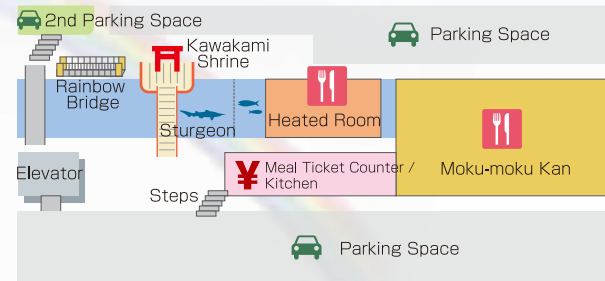 2nd Parking Space
Parking Space
Kawakami
Shrine
Rainbow
Bridge
Sturgeon
Heated Room
Elevator
¥ Meal Ticket Counter /
Kitchen
Moku-moku Kan
Steps
Parking Space